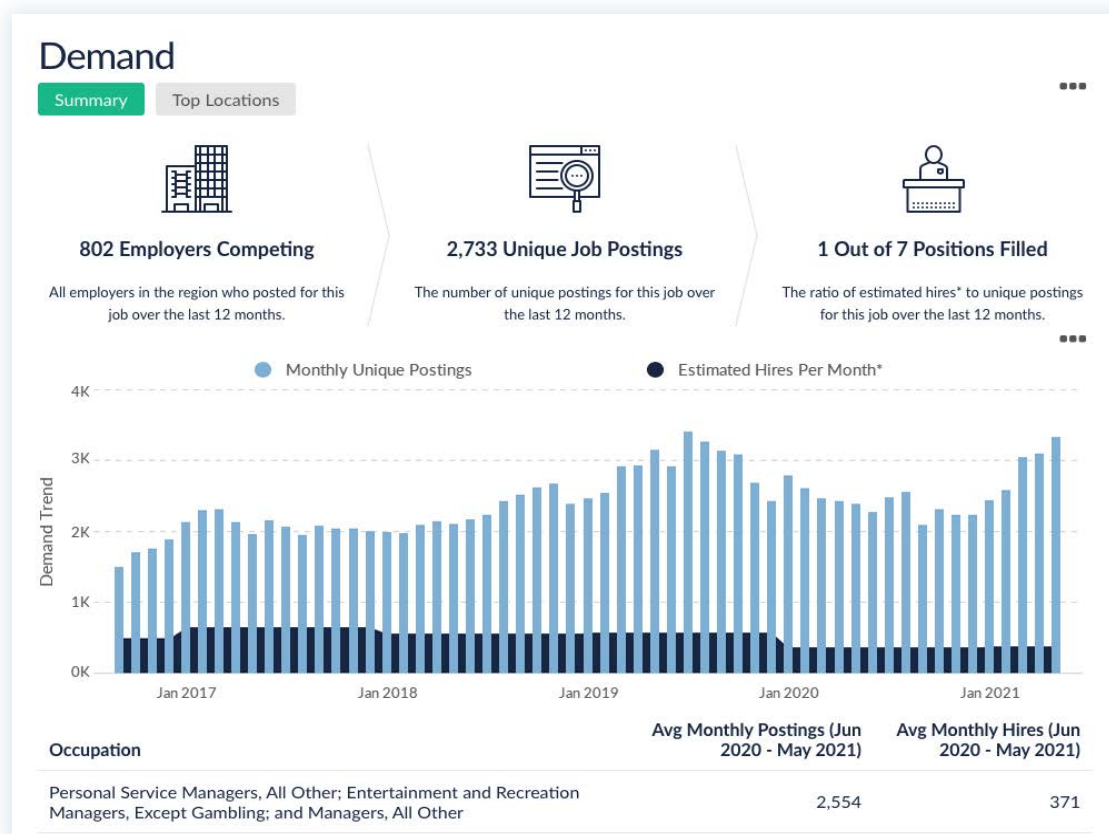 Demand
Summary
Top Locations
802 Employers Competing
All employers in the region who posted for this
job over the last 12 months.
2,733 Unique Job Postings
The number of unique postings for this job over
the last 12 months.
1 Out of 7 Positions Filled
The ratio of estimated hires* to unique postings
for this job over the last 12 months.
Monthly Unique Postings
Estimated Hires Per Month*
Demand Trend
4K
3K
2K
1K
0K
Jan 2017
Jan 2018
Jan 2019
Jan 2020
Jan 2021
Occupation
Avg Monthly Postings (Jun
2020 - May 2021)
Avg Monthly Hires (Jun
2020 - May 2021)
Personal Service Managers, All Other; Entertainment and Recreation
Managers, Except Gambling; and Managers, All Other
2,554
371